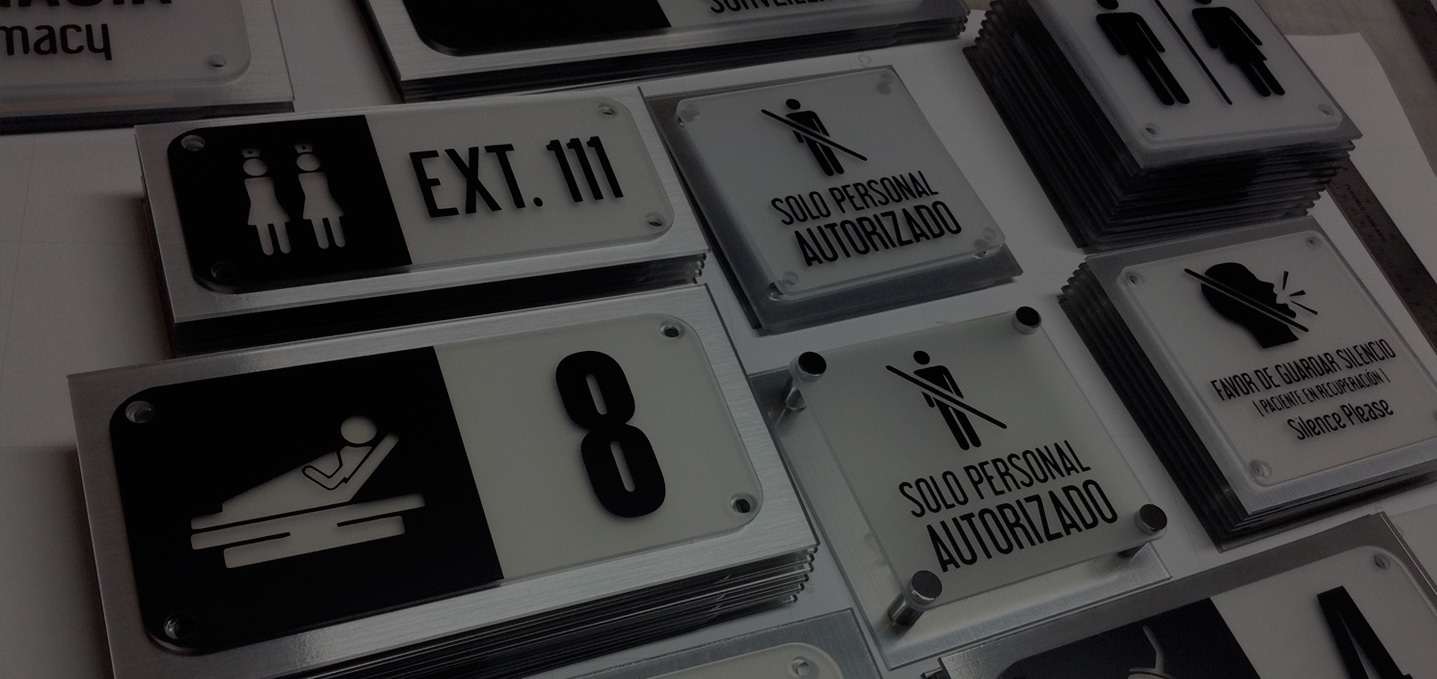 macy
EXT. 111
SOLO PERSONAL
AUTORIZADO
8
SOLO PERSONAL
AUTORIZADO
FAVOR DE GUARDAR SILENCIO
| PACIENTE EN RECUPERACIÓN |
Silence Please
A